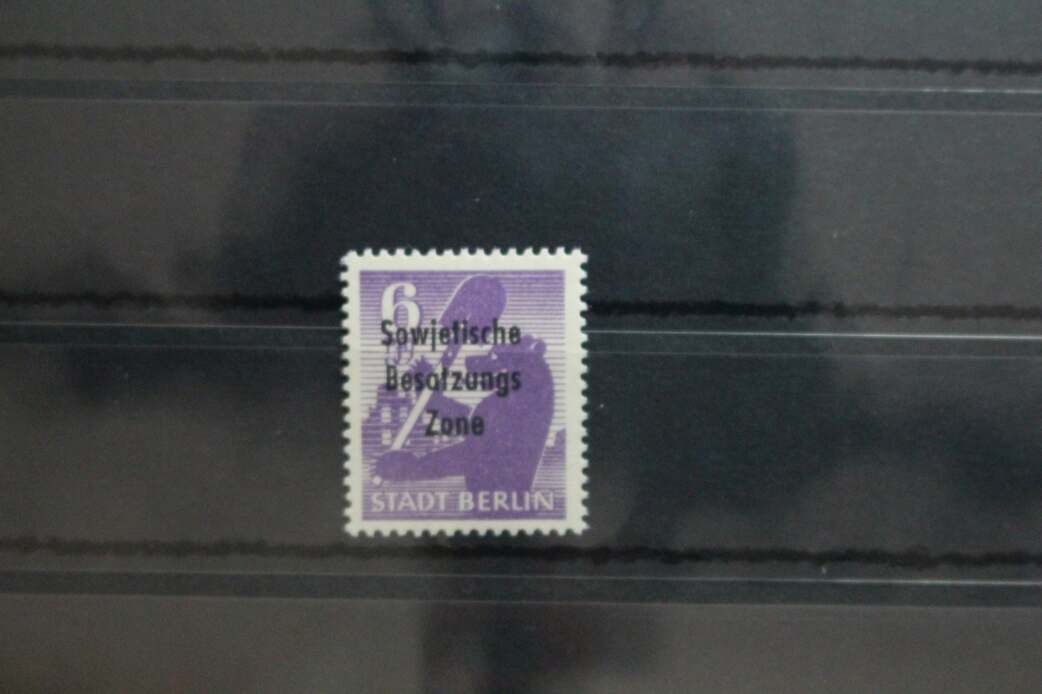 6
Sowjetische
Besatzungs
Zone
STADT BERLIN